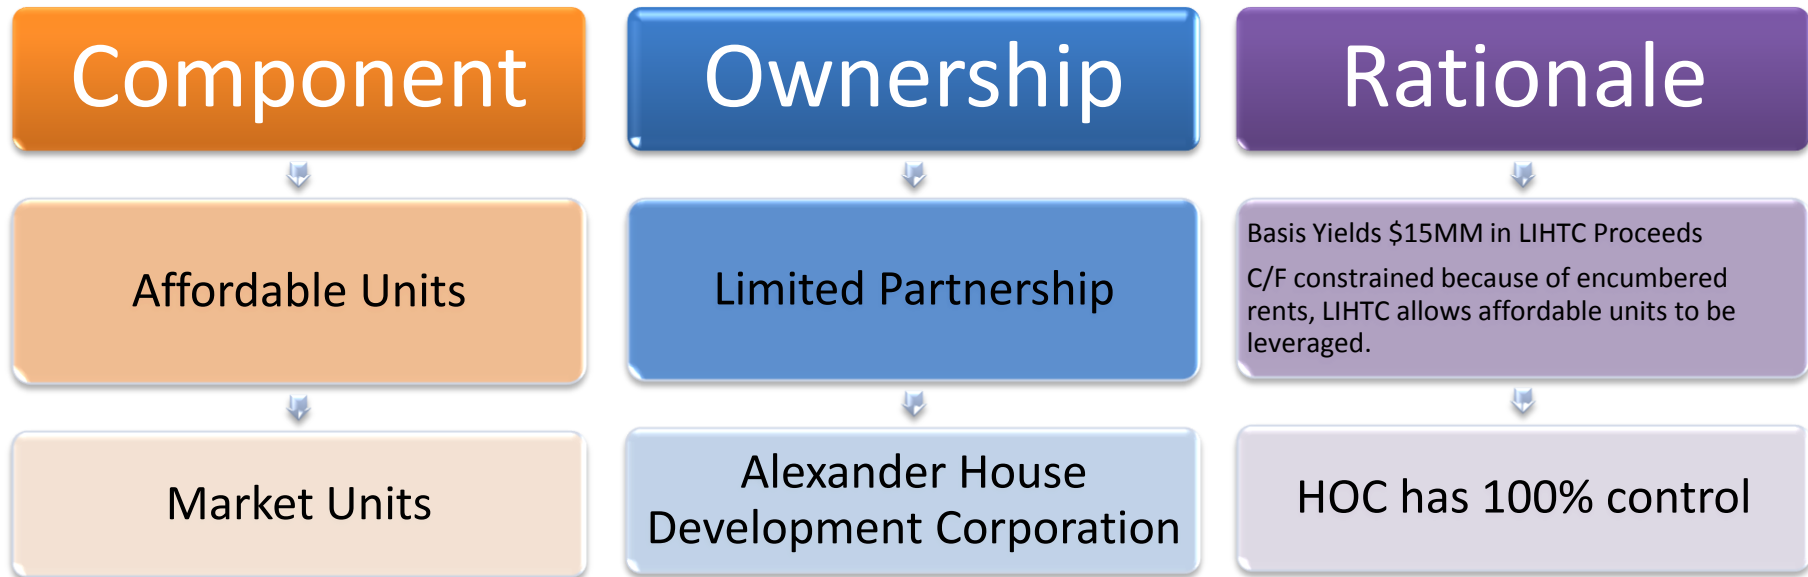 Component
Ownership
Rationale
Affordable Units
Limited Partnership
Basis Yields $15MM in LIHTC Proceeds
C/F constrained because of encumbered
rents, LIHTC allows affordable units to be
leveraged.
Market Units
Alexander House
Development Corporation
HOC has 100% control